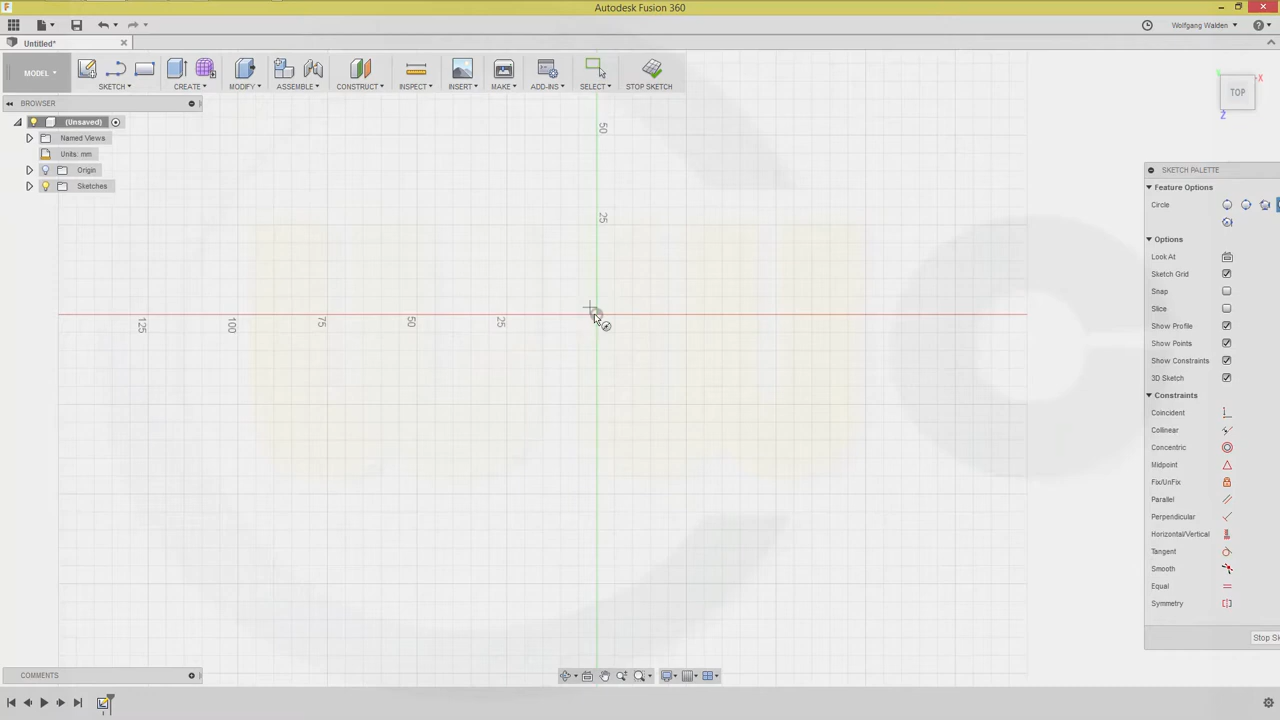 Autodesk Fusion 360
Wolfgang Walden
Untitled*
MODEL
SKETCH
CREATE
MODIFY
ASSEMBLE
CONSTRUCT
INSPECT
INSERT
MAKE
ADD-INS
SELECT
STOP SKETCH
BROWSER
(Unsaved)
Named Views
Units: mm
Origin
Sketches
TOP
X
Z
50
25
125
100
75
50
25
SKETCH PALETTE
Feature Options
Circle
Options
Look At
Sketch Grid
Snap
Slice
Show Profile
Show Points
Show Constraints
3D Sketch
Constraints
Coincident
Collinear
Concentric
Midpoint
Fix/UnFix
Parallel
Perpendicular
Horizontal/Vertical
Tangent
Smooth
Equal
Symmetry
Stop Sk
COMMENTS